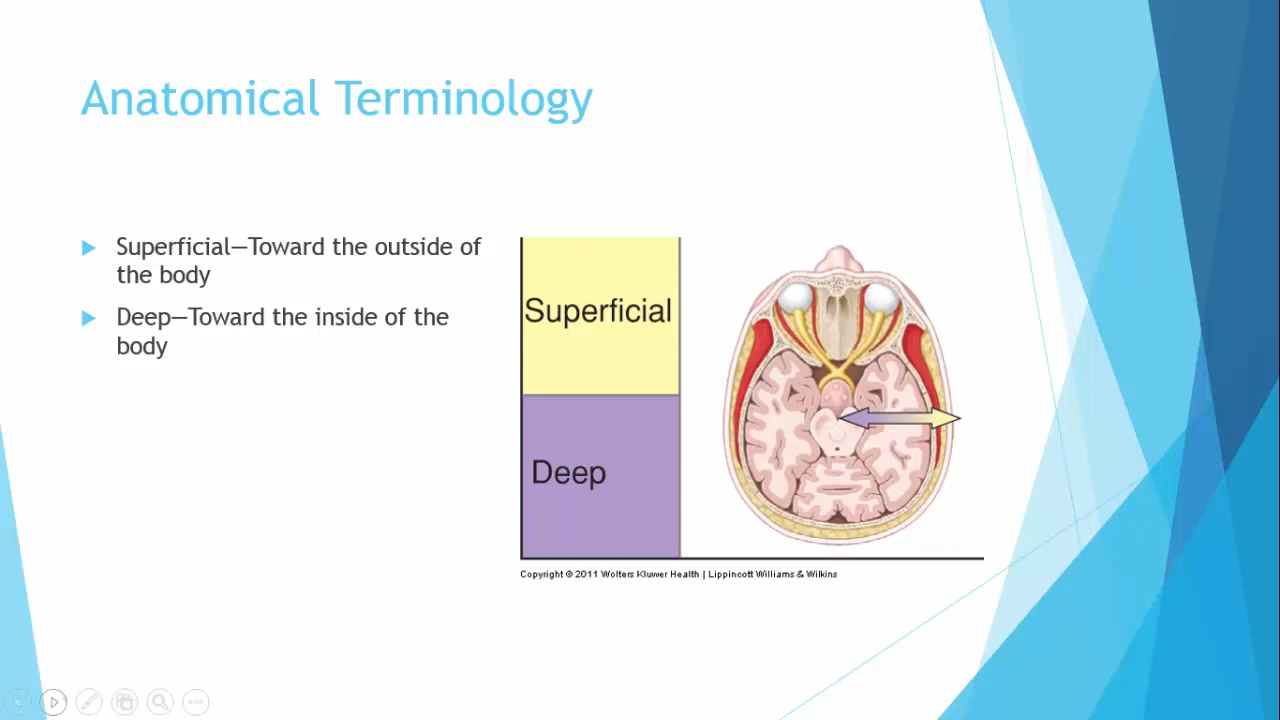 Anatomical Terminology
Superficial—Toward the outside of
the body
Deep—Toward the inside of the
body
Superficial
Deep
Copyright © 2011 Wolters Kluwer Health | Lippincott Williams & Wilkins